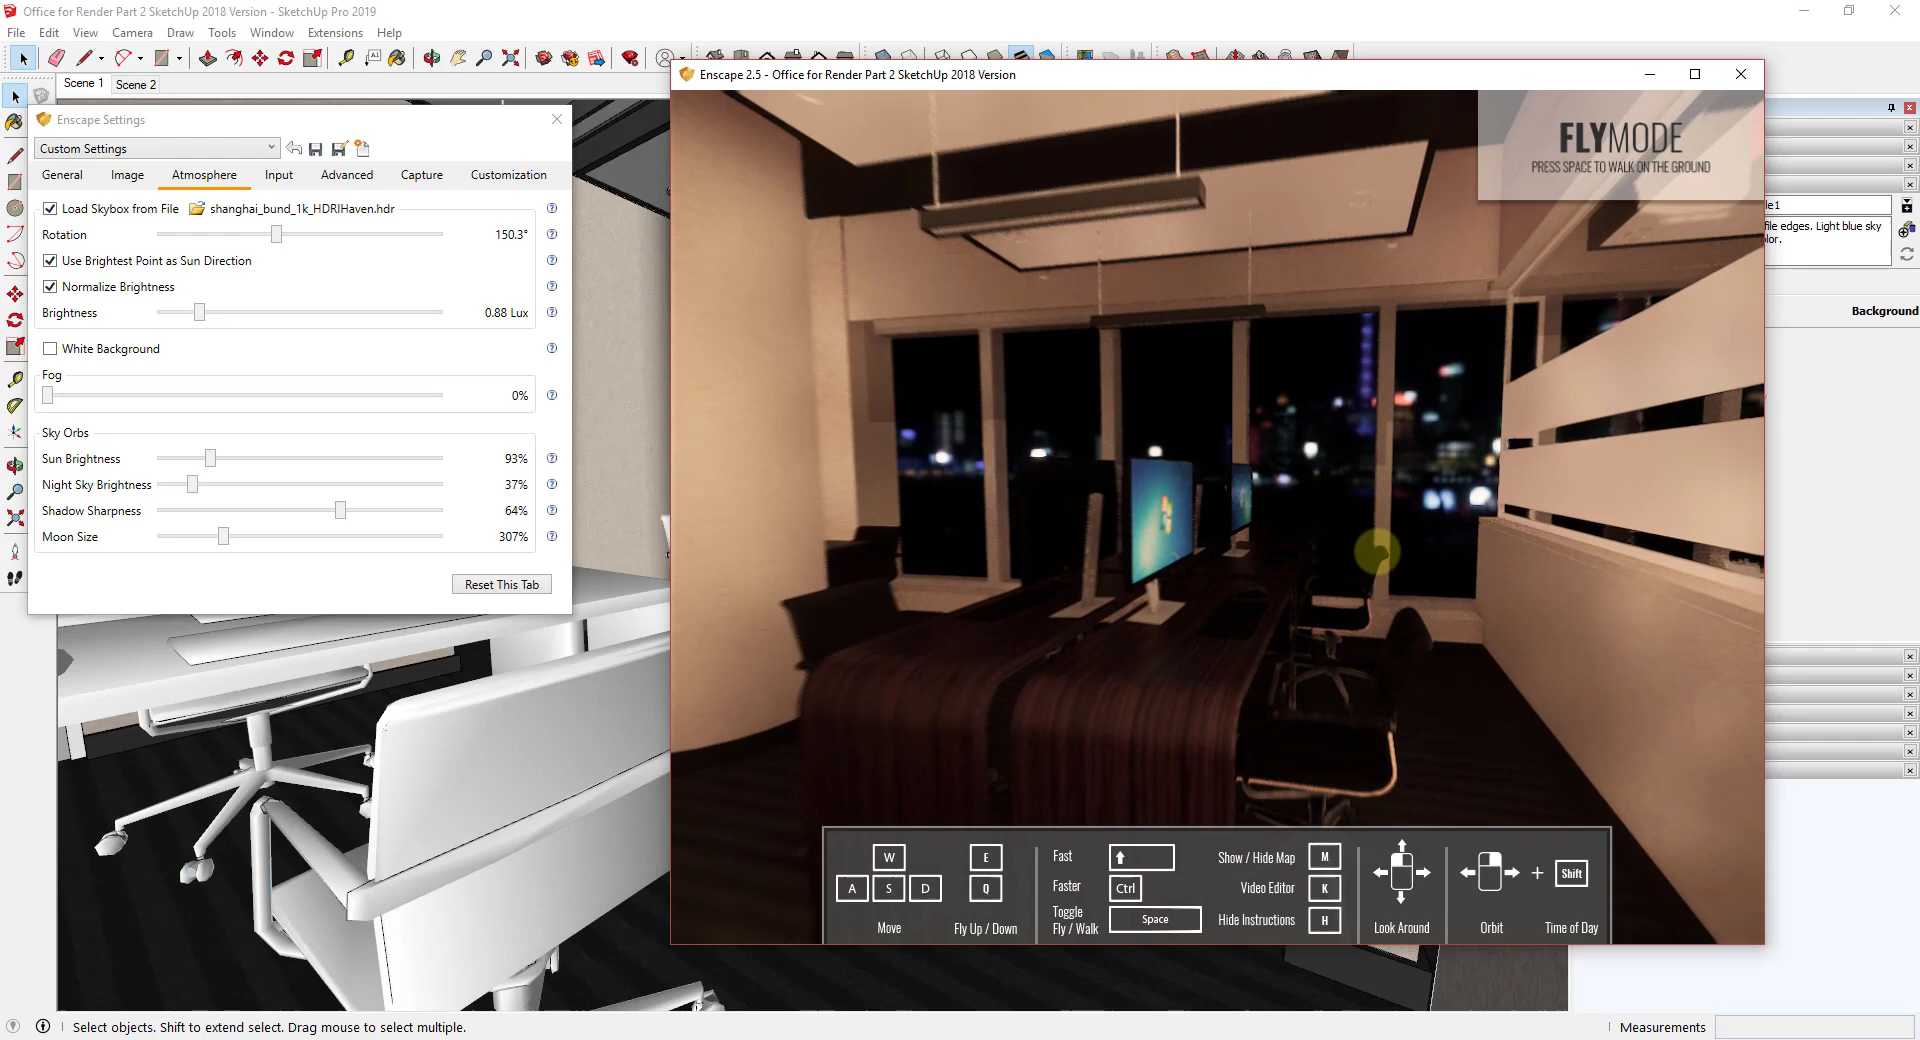 Office for Render Part 2 SketchUp 2018 Version - SketchUp Pro 2019
File Edit View Camera Draw Tools Window Extensions Help
Scene 1 Scene 2
Enscape Settings
Custom Settings
General Image Atmosphere Input Advanced Capture Customization
Load Skybox from File shanghai_bund_1k_HDRIHaven.hdr
Rotation 150.3°
Use Brightest Point as Sun Direction
Normalize Brightness
Brightness 0.88 Lux
White Background
Fog
0%
Sky Orbs
Sun Brightness 93%
Night Sky Brightness 37%
Shadow Sharpness 64%
Moon Size 307%
Reset This Tab
Enscape 2.5 - Office for Render Part 2 SketchUp 2018 Version
FLYMODE
PRESS SPACE TO WALK ON THE GROUND
le1
file edges. Light blue sky
lor.
Background
W
A S D
Move
E
Q
Fly Up / Down
Fast
Faster Ctrl
Toggle
Fly / Walk Space
Show / Hide Map M
Video Editor K
Hide Instructions H
Look Around
Orbit
+ Shift
Time of Day
Select objects. Shift to extend select. Drag mouse to select multiple.
Measurements